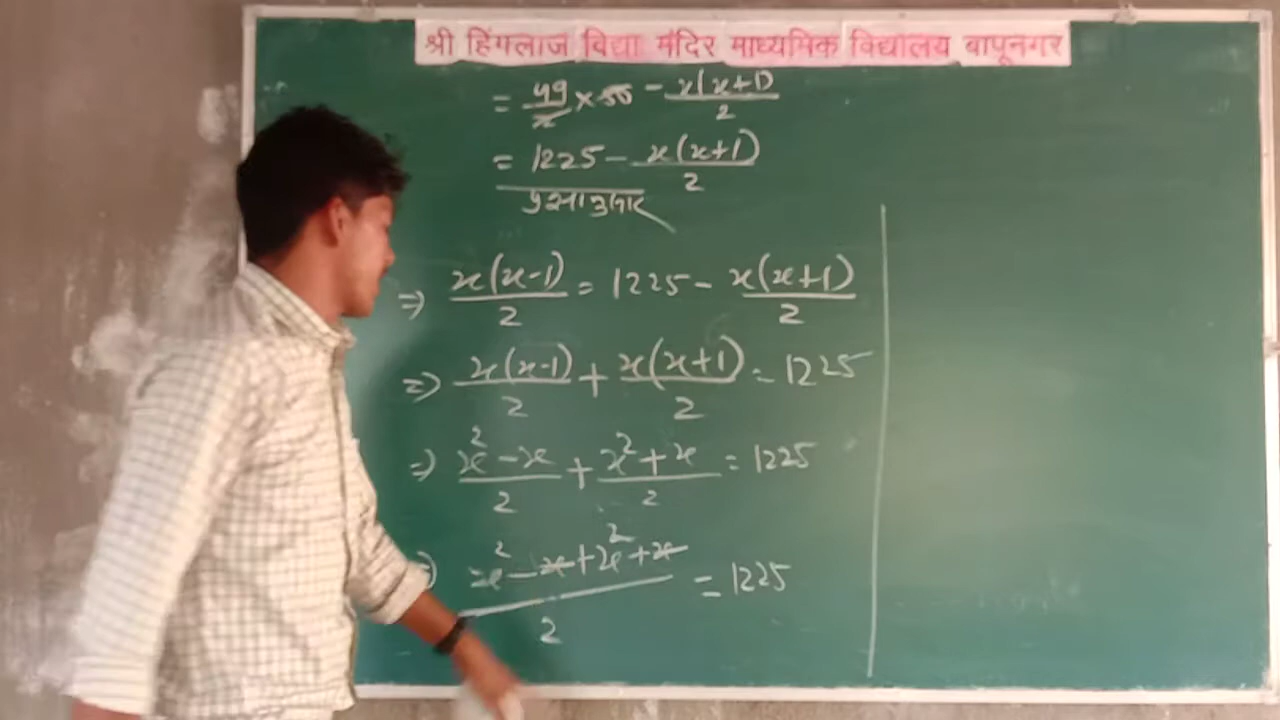 श्री हिंगलाज विद्या मंदिर माध्यमिक विद्यालय बापूनगर
= 49/2 × 50 - x(x+1)/2
= 1225 - x(x+1)/2
प्रश्नानुसार
⇒ x(x-1)/2 = 1225 - x(x+1)/2
⇒ x(x-1)/2 + x(x+1)/2 = 1225
⇒ x²-x/2 + x²+x/2 = 1225
⇒ x²-x+x²+x/2 = 1225